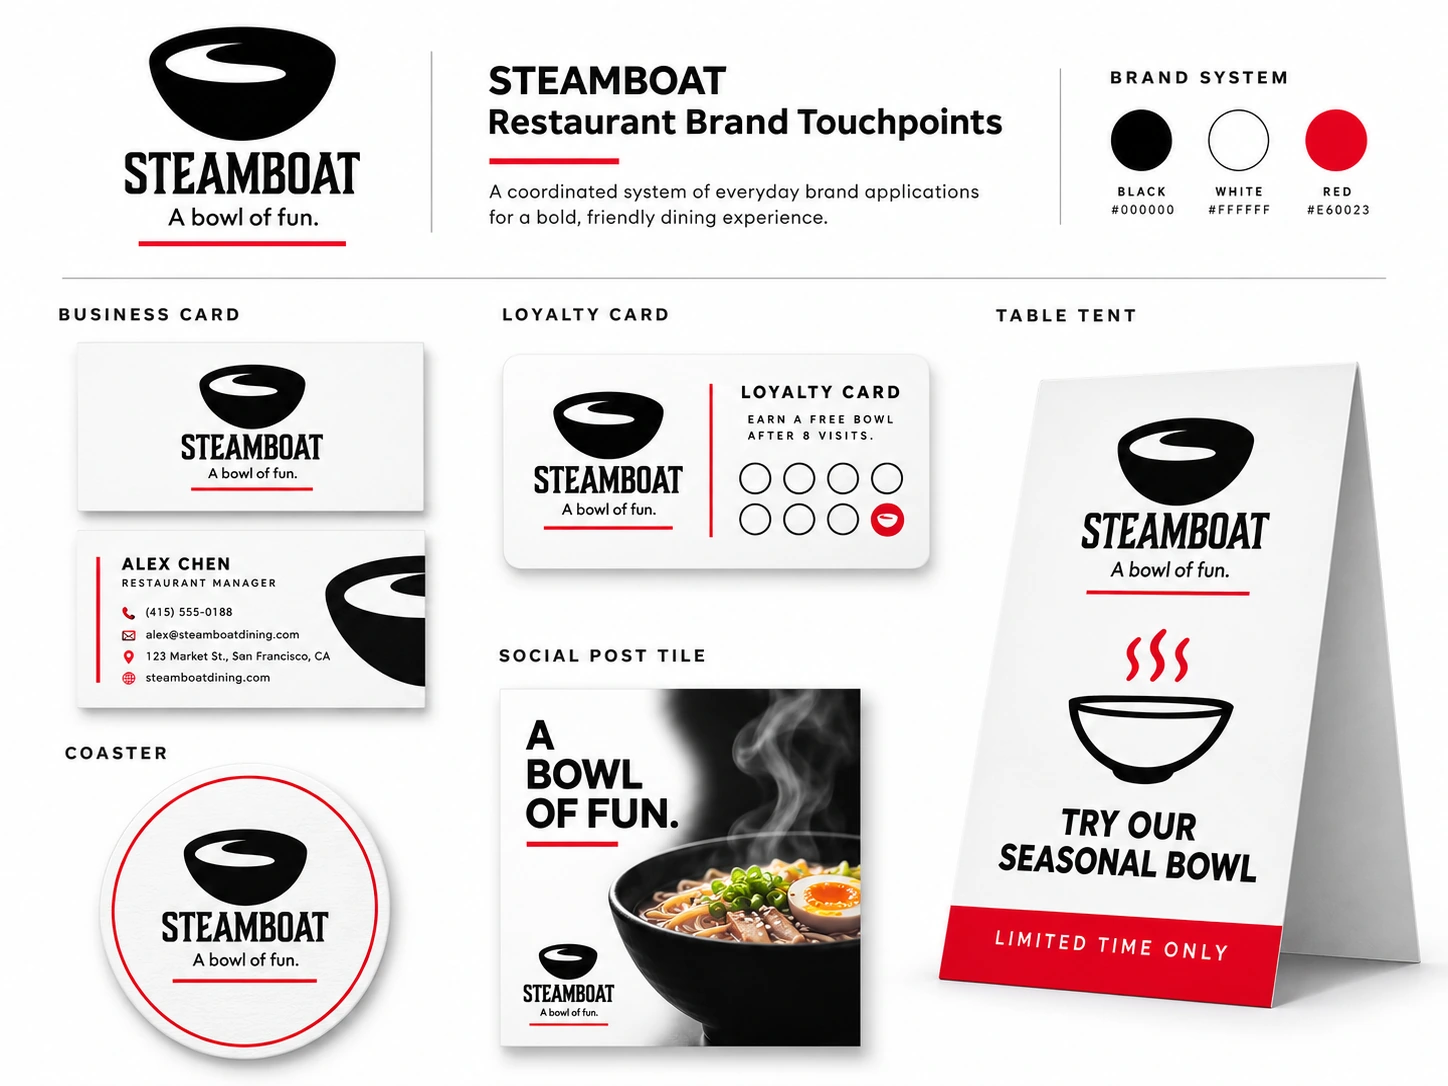 STEAMBOAT
A bowl of fun.
STEAMBOAT
Restaurant Brand Touchpoints
A coordinated system of everyday brand applications
for a bold, friendly dining experience.
BRAND SYSTEM
BLACK
#000000
WHITE
#FFFFFF
RED
#E60023
BUSINESS CARD
STEAMBOAT
A bowl of fun.
ALEX CHEN
RESTAURANT MANAGER
(415) 555-0188
alex@steamboatdining.com
123 Market St., San Francisco, CA
steamboatdining.com
COASTER
STEAMBOAT
A bowl of fun.
LOYALTY CARD
STEAMBOAT
A bowl of fun.
LOYALTY CARD
EARN A FREE BOWL
AFTER 8 VISITS.
SOCIAL POST TILE
A
BOWL
OF FUN.
STEAMBOAT
A bowl of fun.
TABLE TENT
STEAMBOAT
A bowl of fun.
TRY OUR
SEASONAL BOWL
LIMITED TIME ONLY